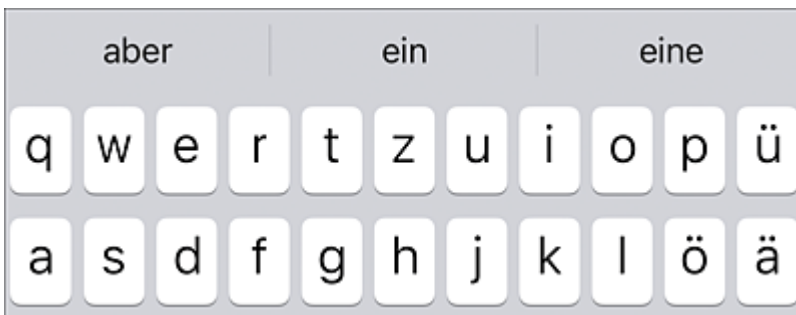 aber ein eine
q w e r t z u i o p ü
a s d f g h j k l ö ä